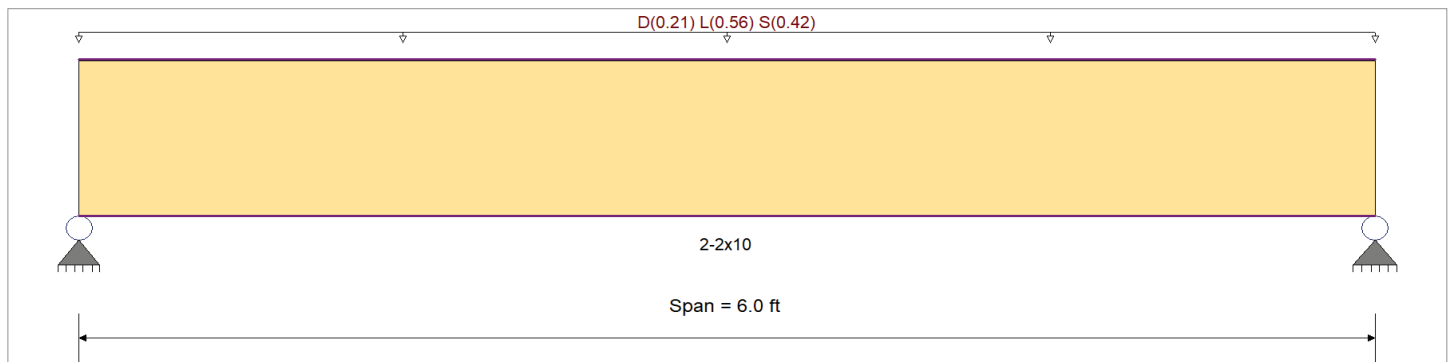 D(0.21) L(0.56) S(0.42)
2-2x10
Span = 6.0 ft